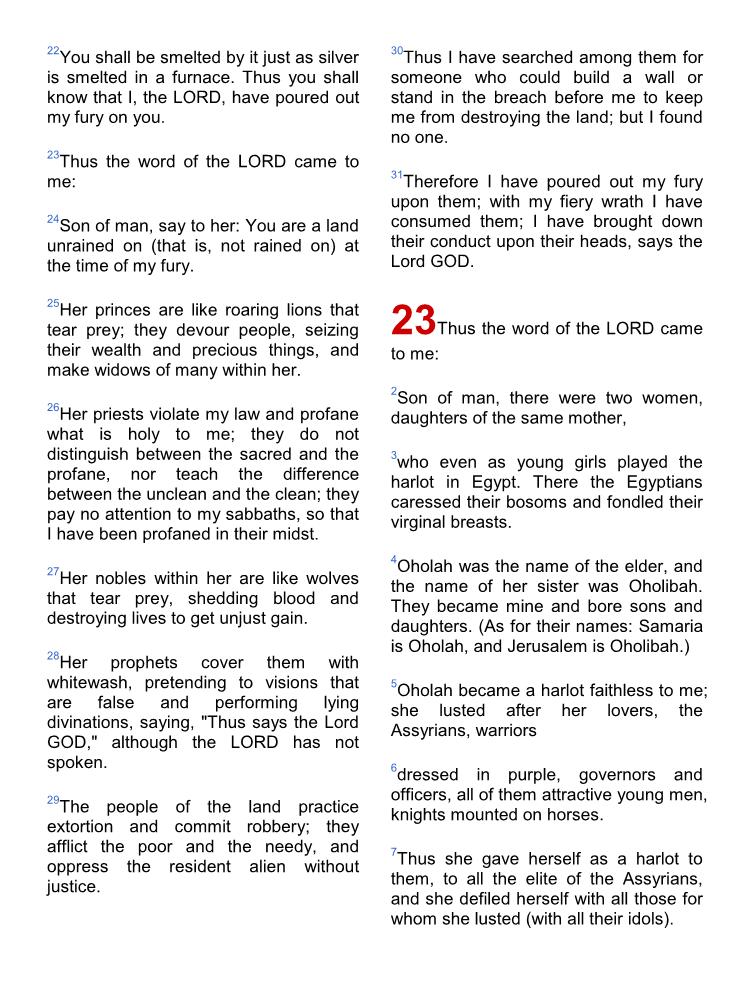 22You shall be smelted by it just as silver
is smelted in a furnace. Thus you shall
know that I, the LORD, have poured out
my fury on you.
23Thus the word of the LORD came to
me:
24Son of man, say to her: You are a land
unrained on (that is, not rained on) at
the time of my fury.
25Her princes are like roaring lions that
tear prey; they devour people, seizing
their wealth and precious things, and
make widows of many within her.
26Her priests violate my law and profane
what is holy to me; they do not
distinguish between the sacred and the
profane, nor teach the difference
between the unclean and the clean; they
pay no attention to my sabbaths, so that
I have been profaned in their midst.
27Her nobles within her are like wolves
that tear prey, shedding blood and
destroying lives to get unjust gain.
28Her prophets cover them with
whitewash, pretending to visions that
are false and performing lying
divinations, saying, "Thus says the Lord
GOD," although the LORD has not
spoken.
29The people of the land practice
extortion and commit robbery; they
afflict the poor and the needy, and
oppress the resident alien without
justice.
30Thus I have searched among them for
someone who could build a wall or
stand in the breach before me to keep
me from destroying the land; but I found
no one.
31Therefore I have poured out my fury
upon them; with my fiery wrath I have
consumed them; I have brought down
their conduct upon their heads, says the
Lord GOD.
23Thus the word of the LORD came
to me:
2Son of man, there were two women,
daughters of the same mother,
3who even as young girls played the
harlot in Egypt. There the Egyptians
caressed their bosoms and fondled their
virginal breasts.
4Oholah was the name of the elder, and
the name of her sister was Oholibah.
They became mine and bore sons and
daughters. (As for their names: Samaria
is Oholah, and Jerusalem is Oholibah.)
5Oholah became a harlot faithless to me;
she lusted after her lovers, the
Assyrians, warriors
6dressed in purple, governors and
officers, all of them attractive young men,
knights mounted on horses.
7Thus she gave herself as a harlot to
them, to all the elite of the Assyrians,
and she defiled herself with all those for
whom she lusted (with all their idols).